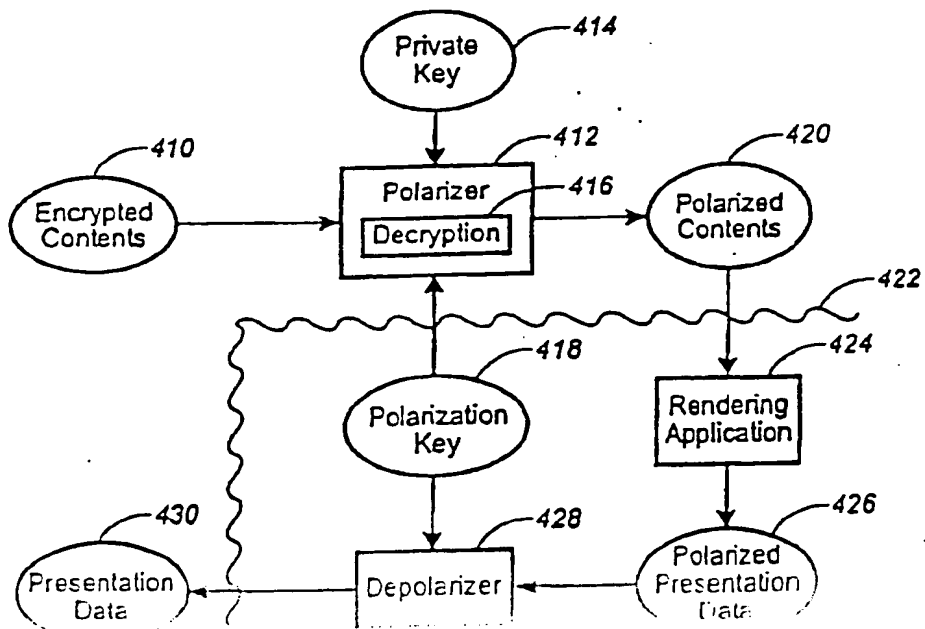 Private
Key
414
410
412
420
Encrypted
Contents
Polarizer
416
Decryption
Polarized
Contents
422
418
424
Polarization
Key
Rendering
Application
430
428
426
Presentation
Data
Depolarizer
Polarized
Presentation
Data